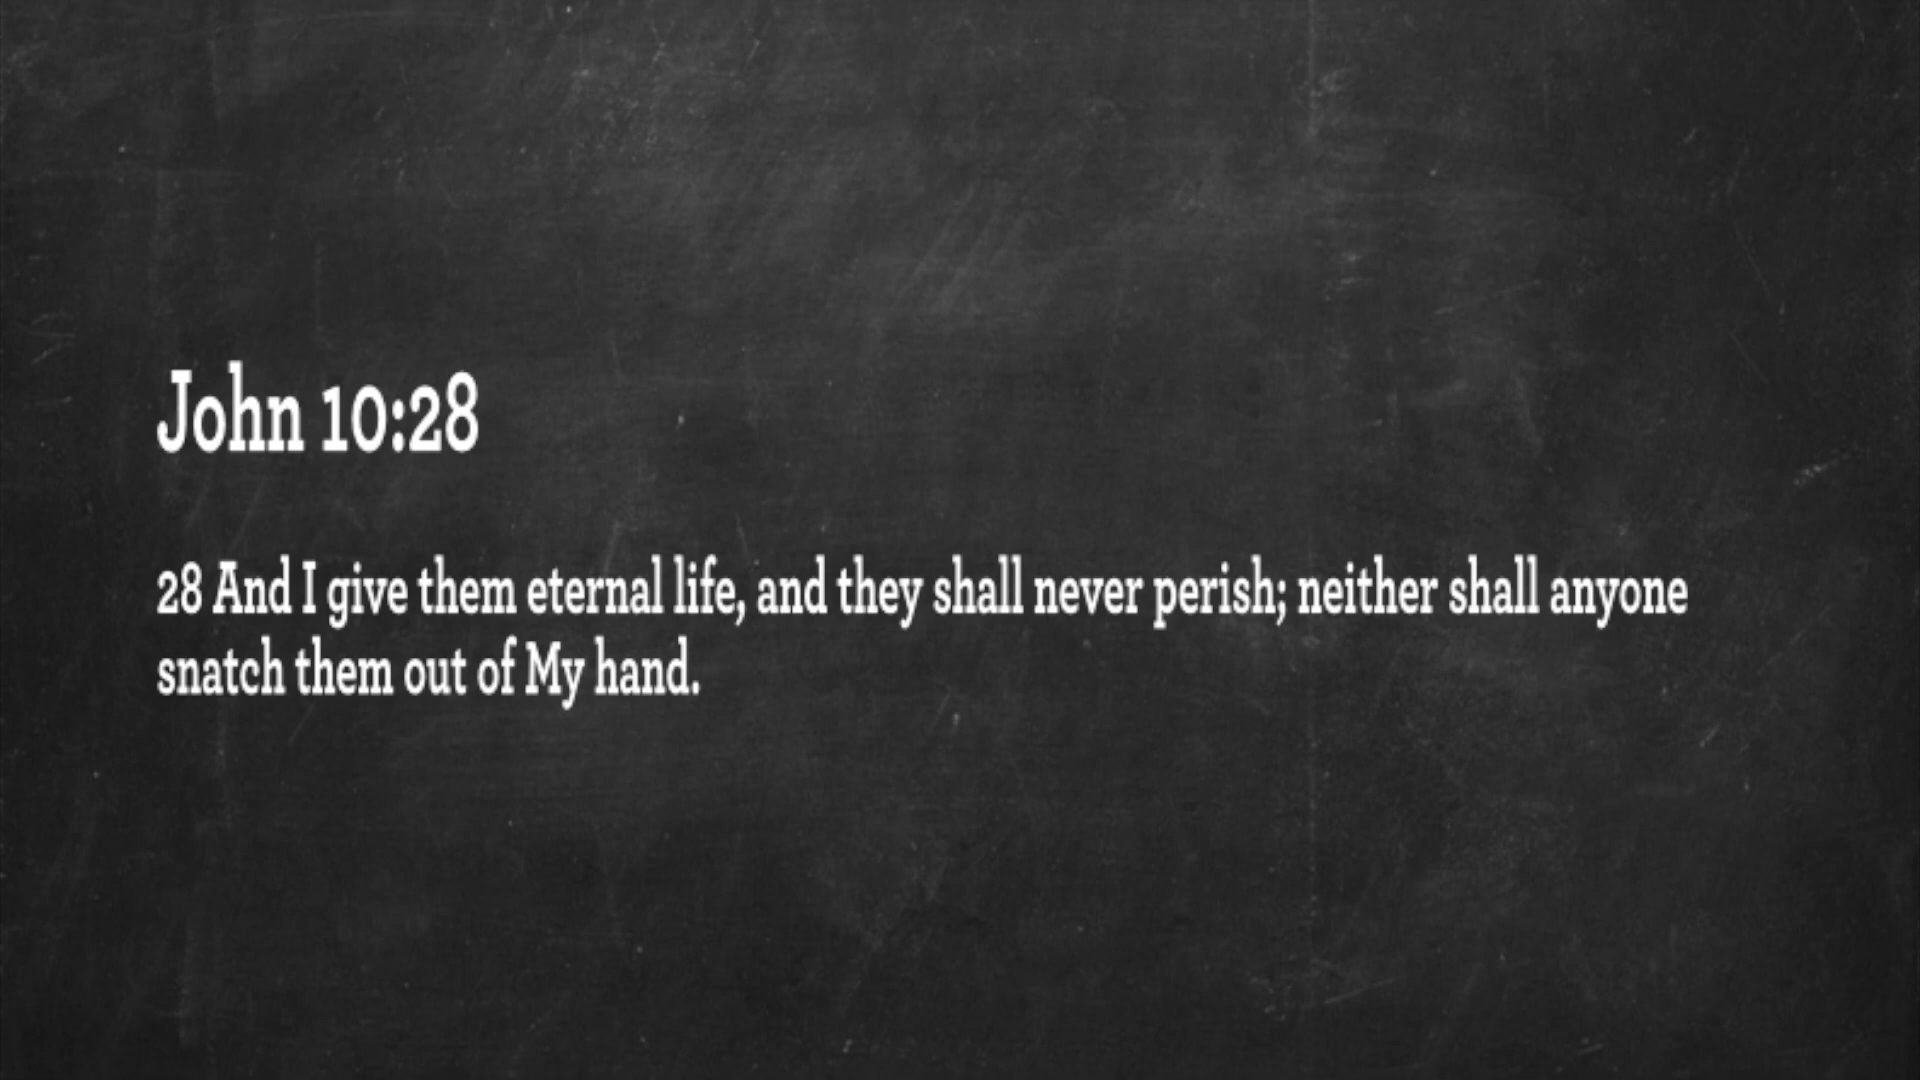 John 10:28
28 And I give them eternal life, and they shall never perish; neither shall anyone
snatch them out of My hand.